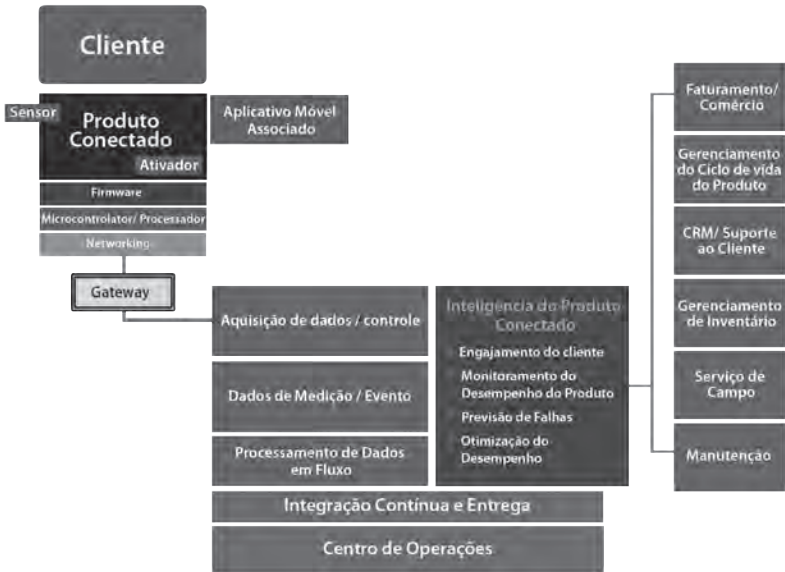 Cliente
Sensor
Produto
Conectado
Ativador
Aplicativo Móvel
Associado
Firmware
Microcontrolator/ Processador
Networking
Gateway
Aquisição de dados / controle
Dados de Medição / Evento
Processamento de Dados
em Fluxo
Integração Contínua e Entrega
Centro de Operações
Inteligência do Produto
Conectado
Engajamento do cliente
Monitoramento do
Desempenho do Produto
Previsão de Falhas
Otimização do
Desempenho
Faturamento/
Comércio
Gerenciamento
do Ciclo de vida
do Produto
CRM/ Suporte
ao Cliente
Gerenciamento
de Inventário
Serviço de
Campo
Manutenção